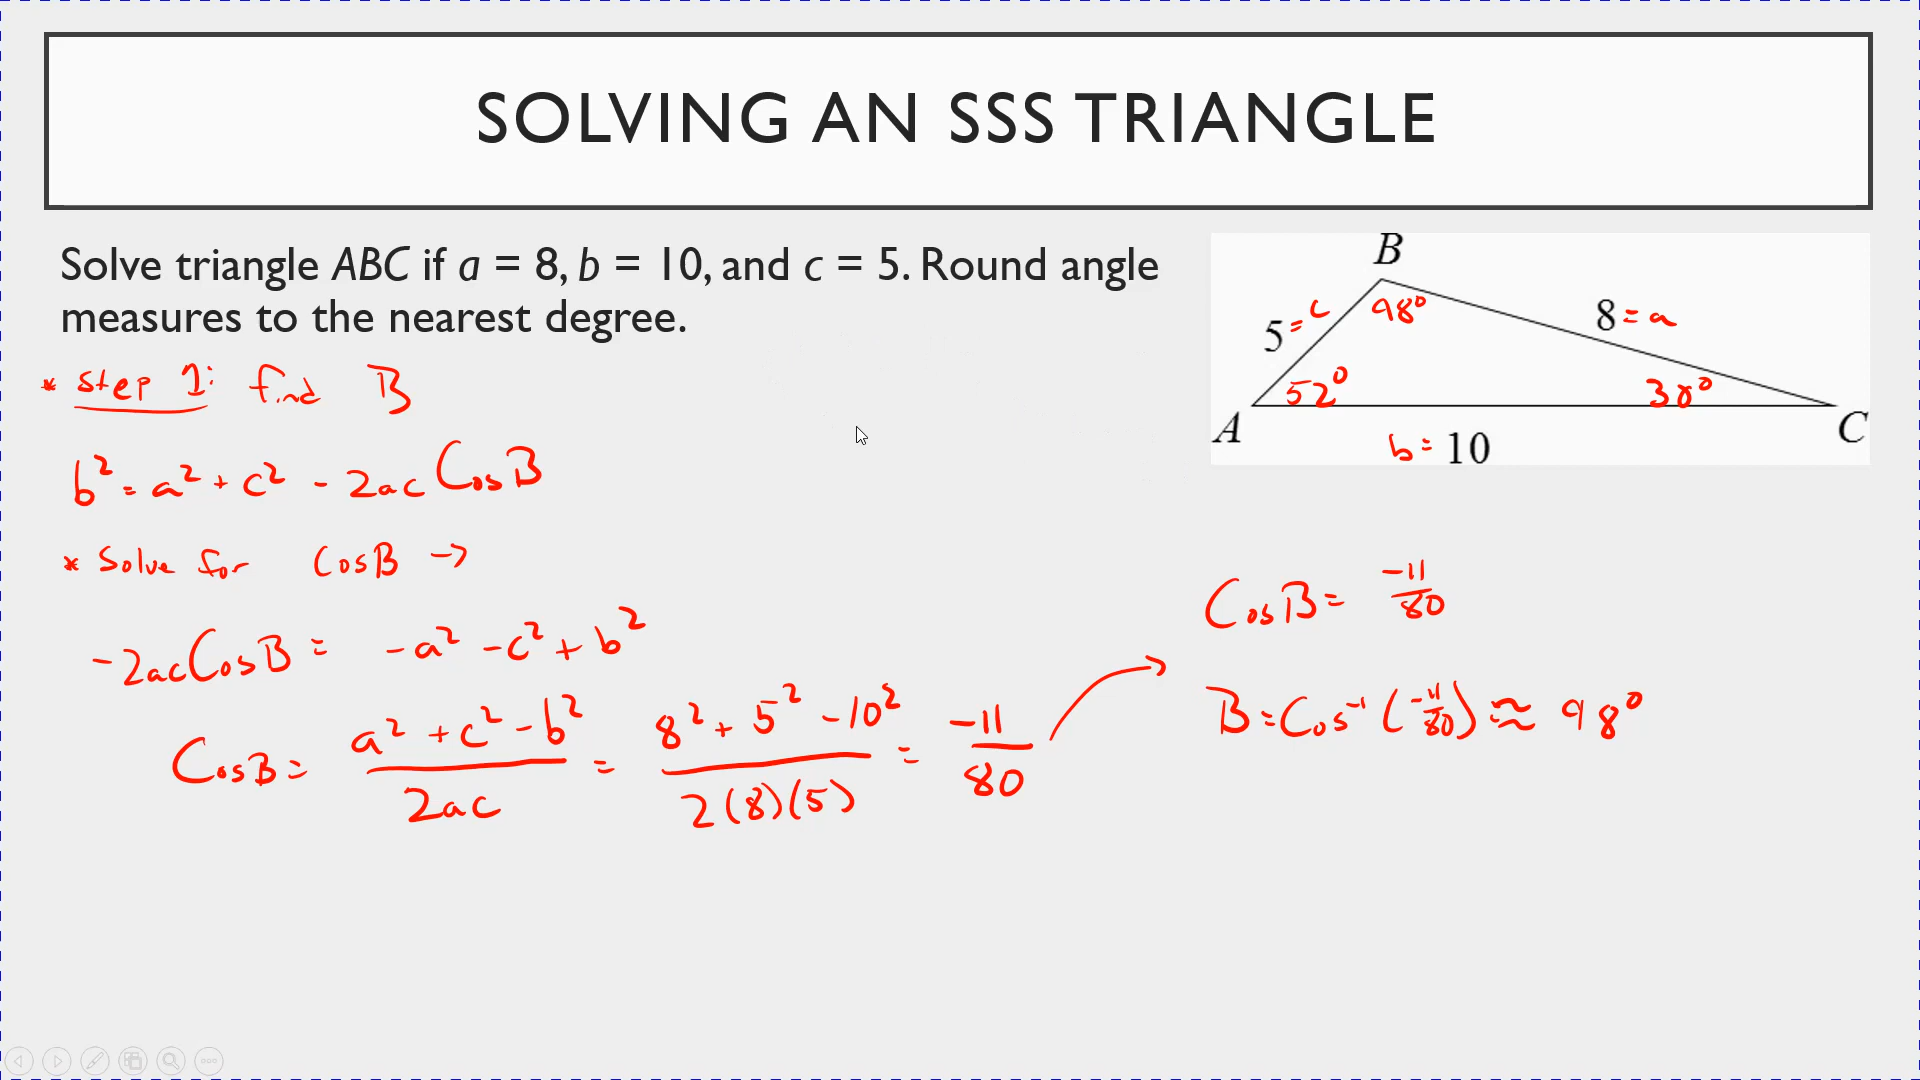 SOLVING AN SSS TRIANGLE
Solve triangle ABC if a = 8, b = 10, and c = 5. Round angle
measures to the nearest degree.
* Step 1: find B
b² = a² + c² - 2ac CosB
* Solve for CosB →
-2acCosB = -a² - c² + b²
CosB = (a² + c² - b²)/(2ac) = (8² + 5² - 10²)/(2(8)(5)) = -11/80
B
98°
5 = c
8 = a
52°
30°
A
C
b = 10
CosB = -11/80
B = Cos⁻¹(-11/80) ≈ 98°